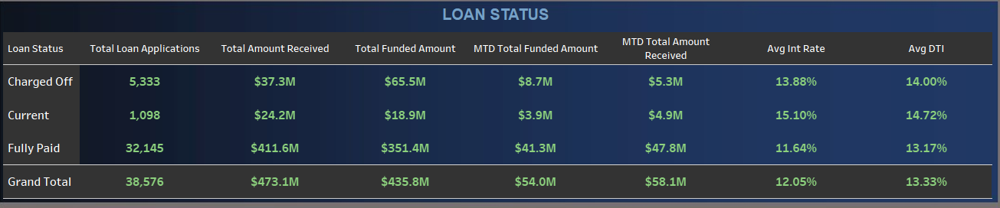 LOAN STATUS
Loan Status Total Loan Applications Total Amount Received Total Funded Amount MTD Total Funded Amount MTD Total Amount Received Avg Int Rate Avg DTI
Charged Off 5,333 $37.3M $65.5M $8.7M $5.3M 13.88% 14.00%
Current 1,098 $24.2M $18.9M $3.9M $4.9M 15.10% 14.72%
Fully Paid 32,145 $411.6M $351.4M $41.3M $47.8M 11.64% 13.17%
Grand Total 38,576 $473.1M $435.8M $54.0M $58.1M 12.05% 13.33%